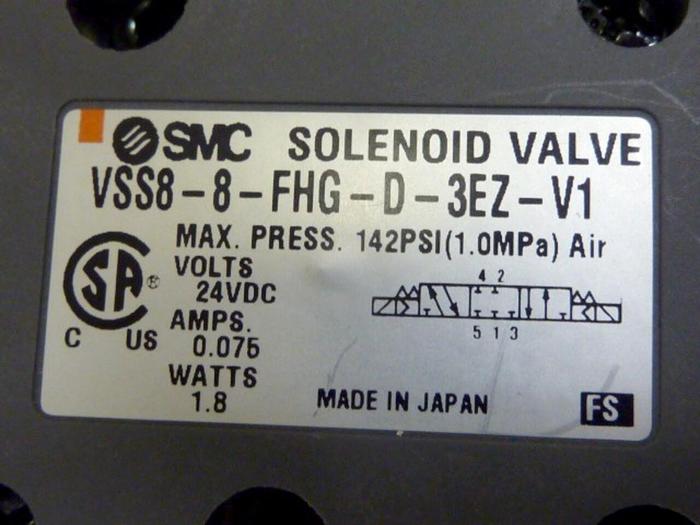 SMC SOLENOID VALVE
VSS8-8-FHG-D-3EZ-V1
MAX. PRESS. 142PSI(1.0MPa) Air
SA ®
C US
VOLTS
24VDC
AMPS.
0.075
WATTS
1.8
4 2
5 1 3
MADE IN JAPAN
FS